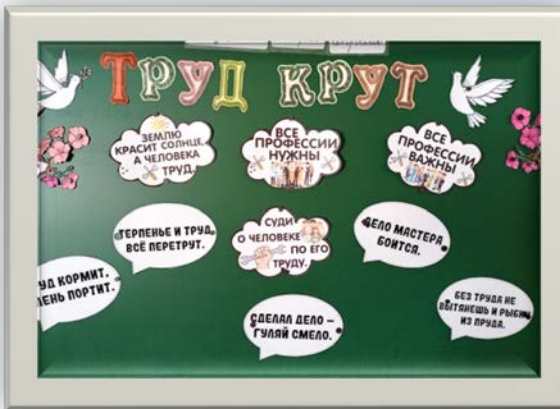 ТРУД КРУТ
ЗЕМЛЮ
КРАСИТ СОЛНЦЕ,
А ЧЕЛОВЕКА
ТРУД.
ВСЕ
ПРОФЕССИИ
НУЖНЫ
ВСЕ
ПРОФЕССИИ
ВАЖНЫ
ТЕРПЕНЬЕ И ТРУД
ВСЁ ПЕРЕТРУТ.
СУДИ
О ЧЕЛОВЕКЕ
ПО ЕГО
ТРУДУ.
ДЕЛО МАСТЕРА
БОИТСЯ.
УД КОРМИТ,
ЛЕНЬ ПОРТИТ.
СДЕЛАЛ ДЕЛО –
ГУЛЯЙ СМЕЛО.
БЕЗ ТРУДА НЕ
ВЫТЯНЕШЬ И РЫБКУ
ИЗ ПРУДА.